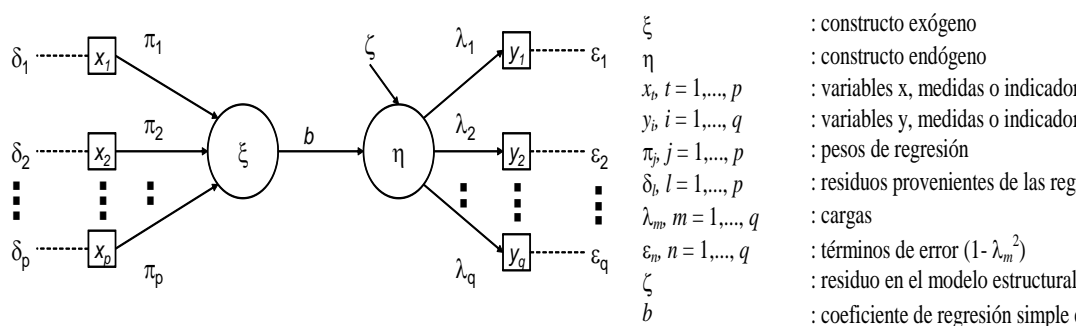 δ1 x1 π1
δ2 x2 π2
δp xp πp
ξ b η ζ
λ1 y1 ε1
λ2 y2 ε2
λq yq εq
ξ : constructo exógeno
η : constructo endógeno
xt, t = 1,..., p : variables x, medidas o
yi, i = 1,..., q : variables y, medidas o
πj, j = 1,..., p : pesos de regresión
δl, l = 1,..., p : residuos provenientes de las
λm, m = 1,..., q : cargas
εn, n = 1,..., q : términos de error (1- λm²)
ζ : residuo en el modelo estructural
b : coeficiente de regresión simple